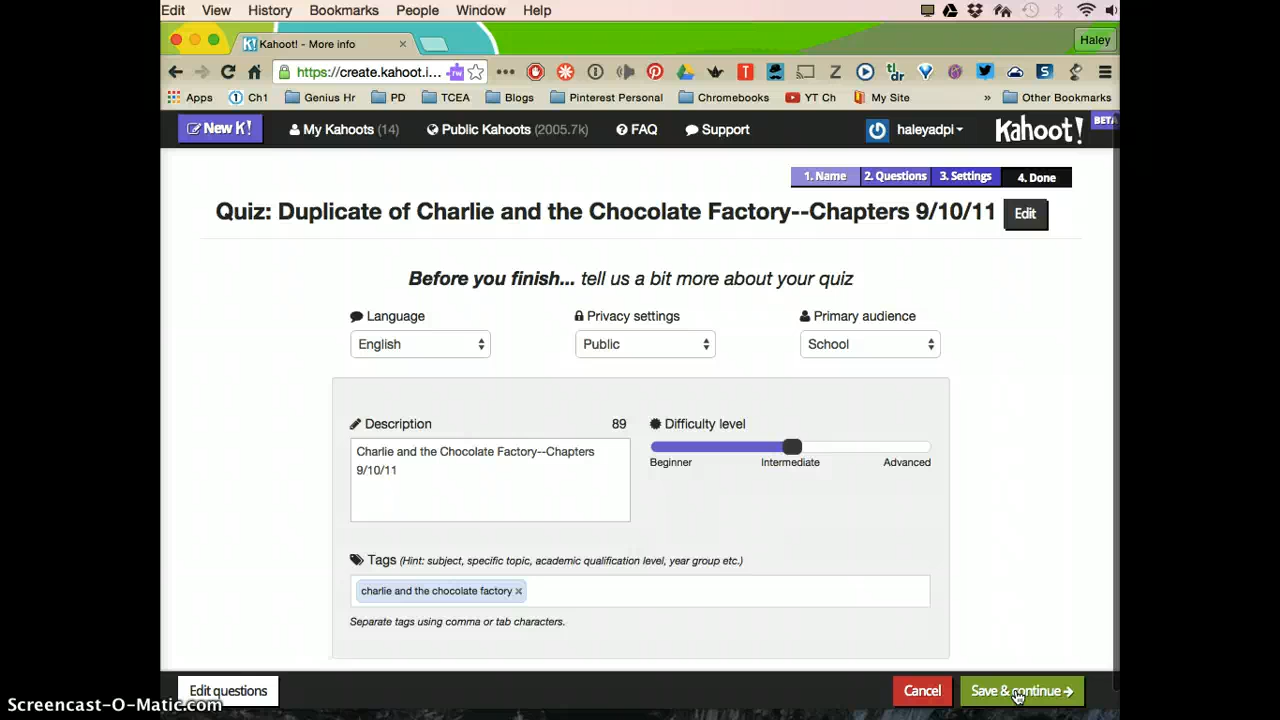 Edit View History Bookmarks People Window Help
Kahoot! - More info
Haley
https://create.kahoot.i...
Apps Ch1 Genius Hr PD TCEA Blogs Pinterest Personal Chromebooks YT Ch My Site » Other Bookmarks
New K! My Kahoots (14) Public Kahoots (2005.7k) FAQ Support haleyadpi Kahoot! BETA
1. Name 2. Questions 3. Settings 4. Done
Quiz: Duplicate of Charlie and the Chocolate Factory--Chapters 9/10/11 Edit
Before you finish... tell us a bit more about your quiz
Language Privacy settings Primary audience
English Public School
Description 89 Difficulty level
Charlie and the Chocolate Factory--Chapters
9/10/11
Beginner Intermediate Advanced
Tags (Hint: subject, specific topic, academic qualification level, year group etc.)
charlie and the chocolate factory ×
Separate tags using comma or tab characters.
Edit questions Cancel Save & continue
Screencast-O-Matic.com